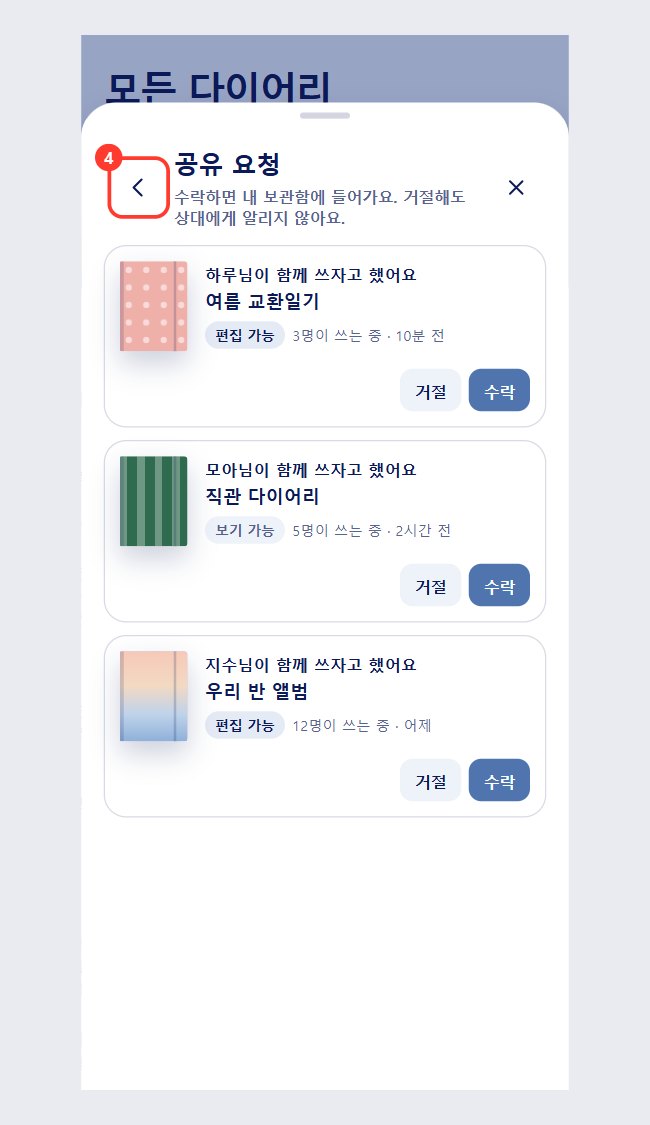 모든 다이어리
4
공유 요청
수락하면 내 보관함에 들어가요. 거절해도
상대에게 알리지 않아요.
하루님이 함께 쓰자고 했어요
여름 교환일기
편집 가능 3명이 쓰는 중 · 10분 전
거절 수락
모아님이 함께 쓰자고 했어요
직관 다이어리
보기 가능 5명이 쓰는 중 · 2시간 전
거절 수락
지수님이 함께 쓰자고 했어요
우리 반 앨범
편집 가능 12명이 쓰는 중 · 어제
거절 수락